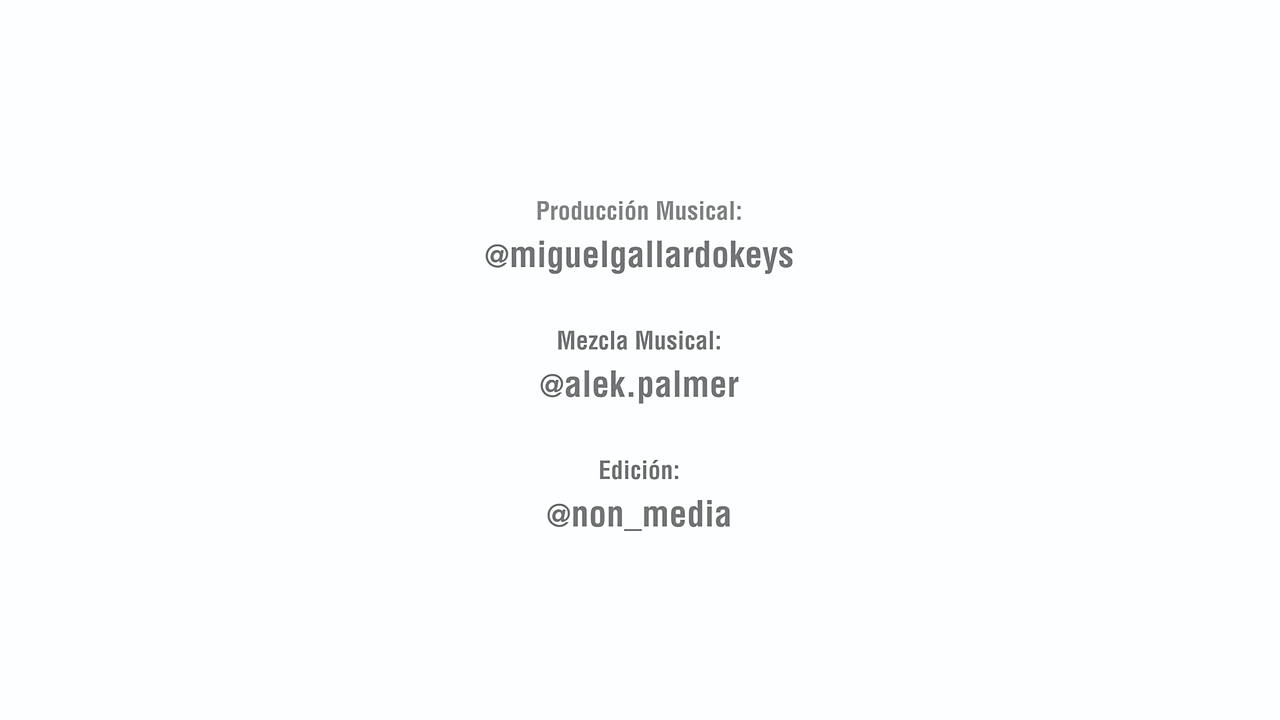 Producción Musical:
@miguelgallardokeys
Mezcla Musical:
@alek.palmer
Edición:
@non_media